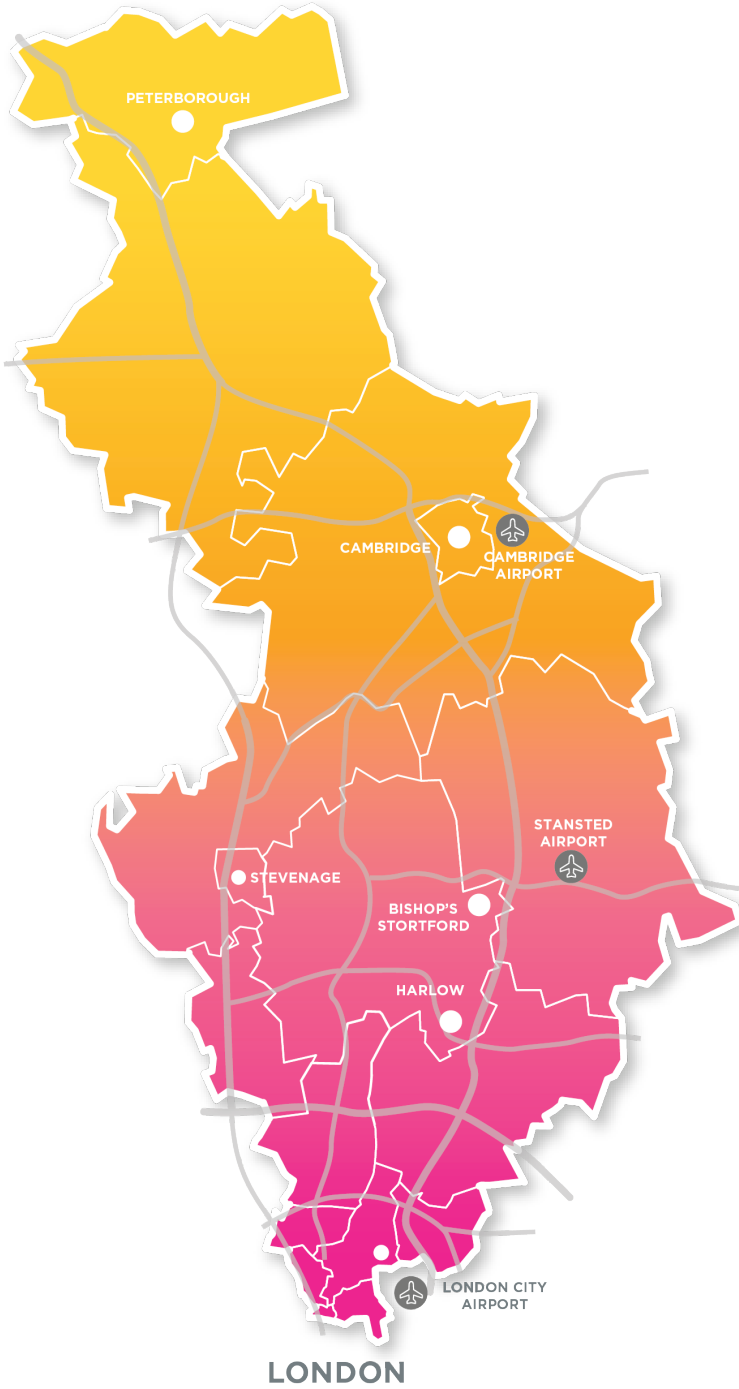 PETERBOROUGH
CAMBRIDGE
CAMBRIDGE
AIRPORT
STANSTED
AIRPORT
STEVENAGE
BISHOP'S
STORTFORD
HARLOW
LONDON CITY
AIRPORT
LONDON